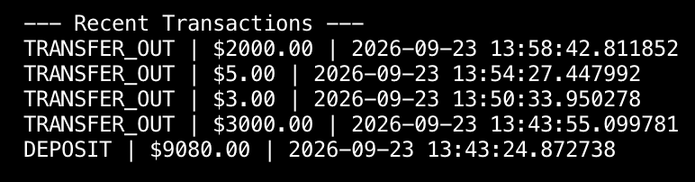 --- Recent Transactions ---
TRANSFER_OUT | $2000.00 | 2026-09-23 13:58:42.811852
TRANSFER_OUT | $5.00 | 2026-09-23 13:54:27.447992
TRANSFER_OUT | $3.00 | 2026-09-23 13:50:33.950278
TRANSFER_OUT | $3000.00 | 2026-09-23 13:43:55.099781
DEPOSIT | $9080.00 | 2026-09-23 13:43:24.872738